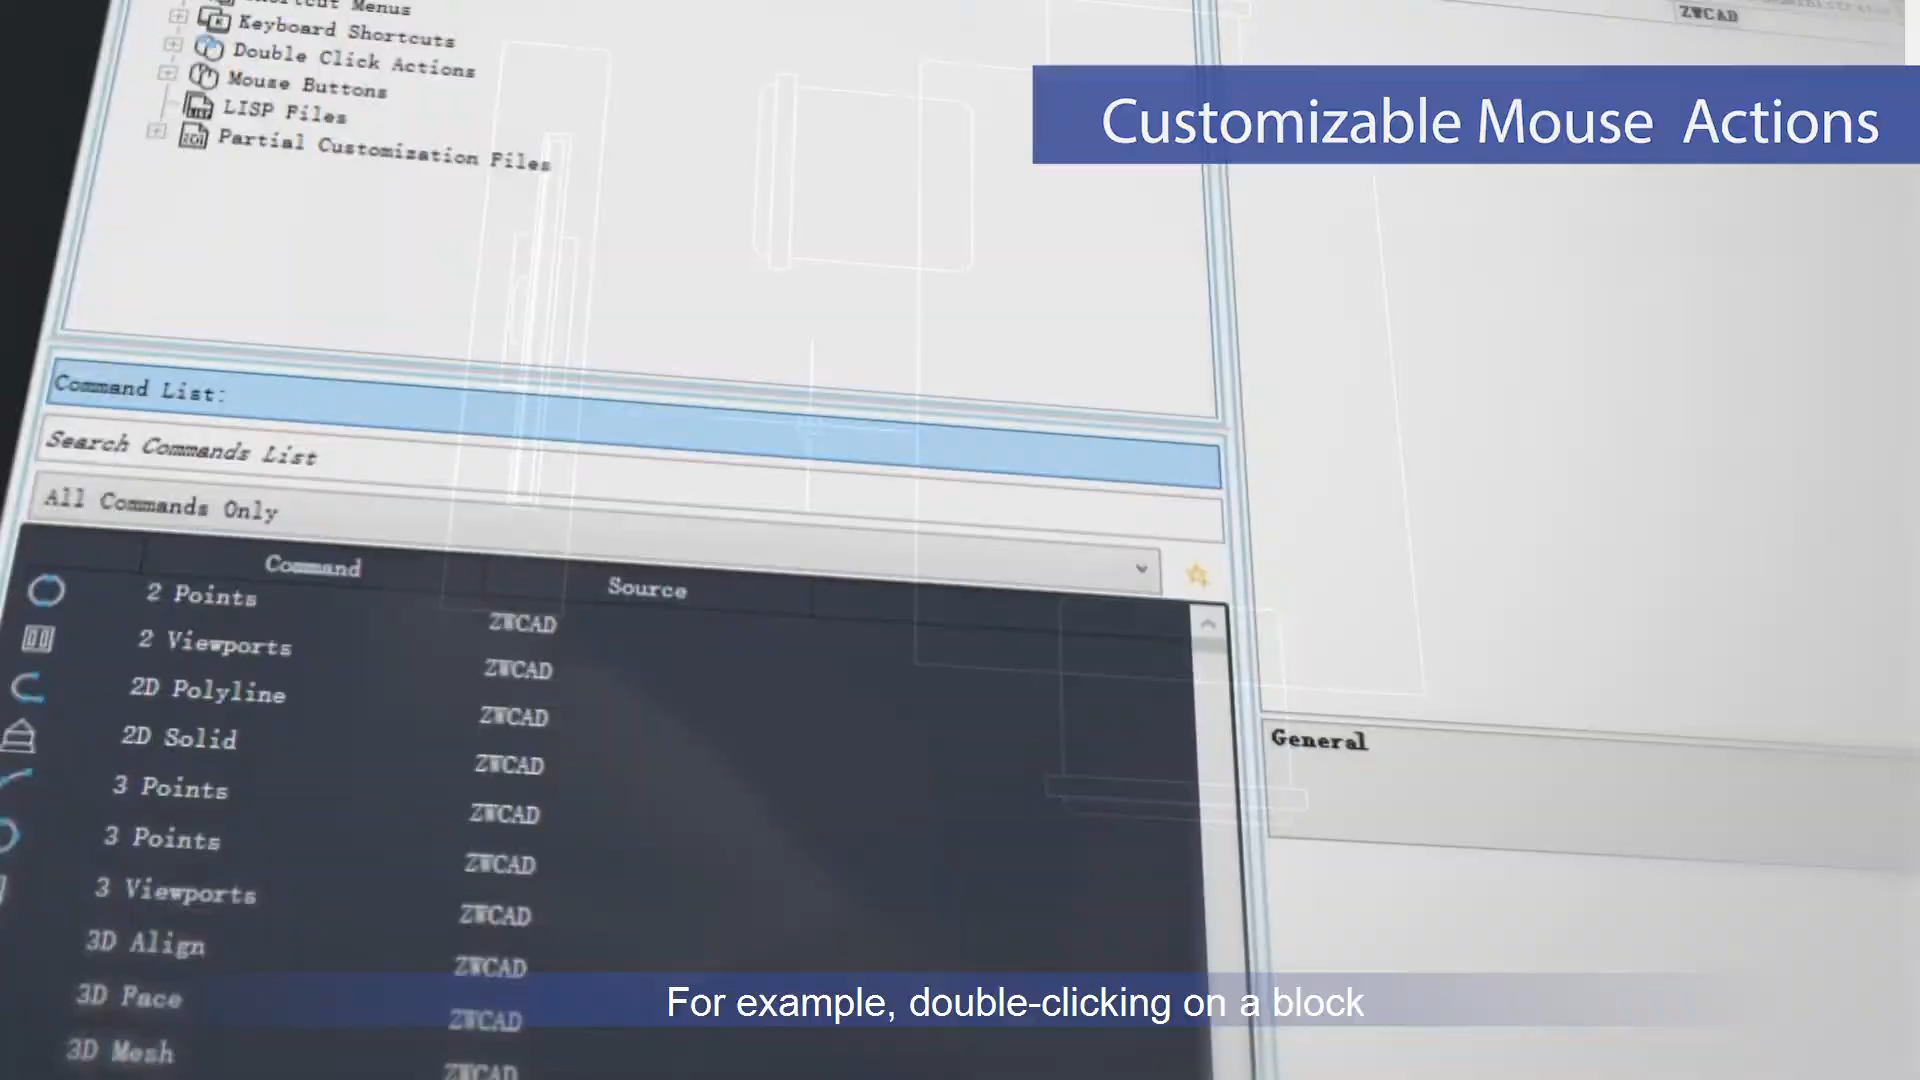 Shortcut Menus
Keyboard Shortcuts
Double Click Actions
Mouse Buttons
LISP Files
Partial Customization Files
ZWCAD
Customizable Mouse Actions
Command List:
Search Commands List
All Commands Only
Command Source
2 Points ZWCAD
2 Viewports ZWCAD
2D Polyline ZWCAD
2D Solid ZWCAD
3 Points ZWCAD
3 Points ZWCAD
3 Viewports ZWCAD
3D Align ZWCAD
3D Face ZWCAD
3D Mesh ZWCAD
General
For example, double-clicking on a block